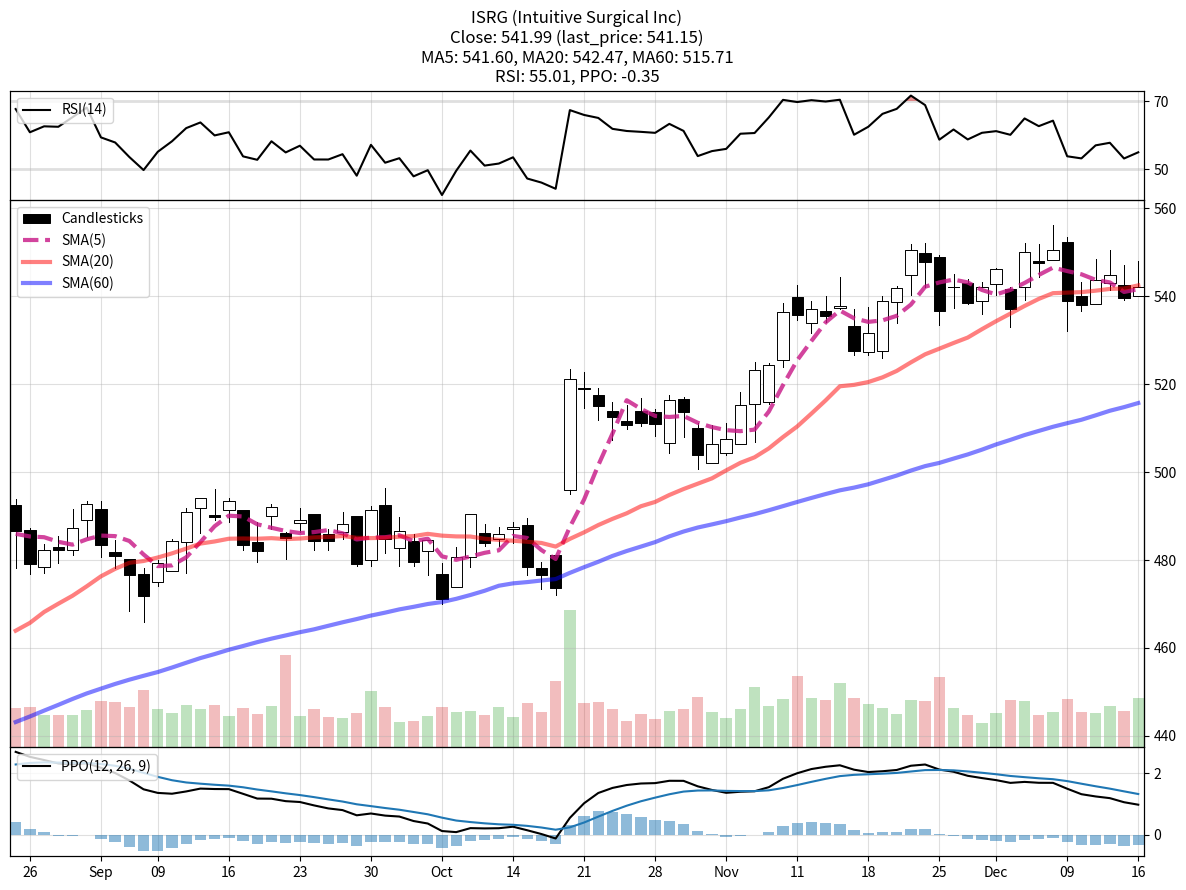 ISRG (Intuitive Surgical Inc)
Close: 541.99 (last_price: 541.15)
MA5: 541.60, MA20: 542.47, MA60: 515.71
RSI: 55.01, PPO: -0.35
RSI(14)
70
50
Candlesticks
SMA(5)
SMA(20)
SMA(60)
560
540
520
500
480
460
440
PPO(12, 26, 9)
2
0
26 Sep 09 16 23 30 Oct 14 21 28 Nov 11 18 25 Dec 09 16